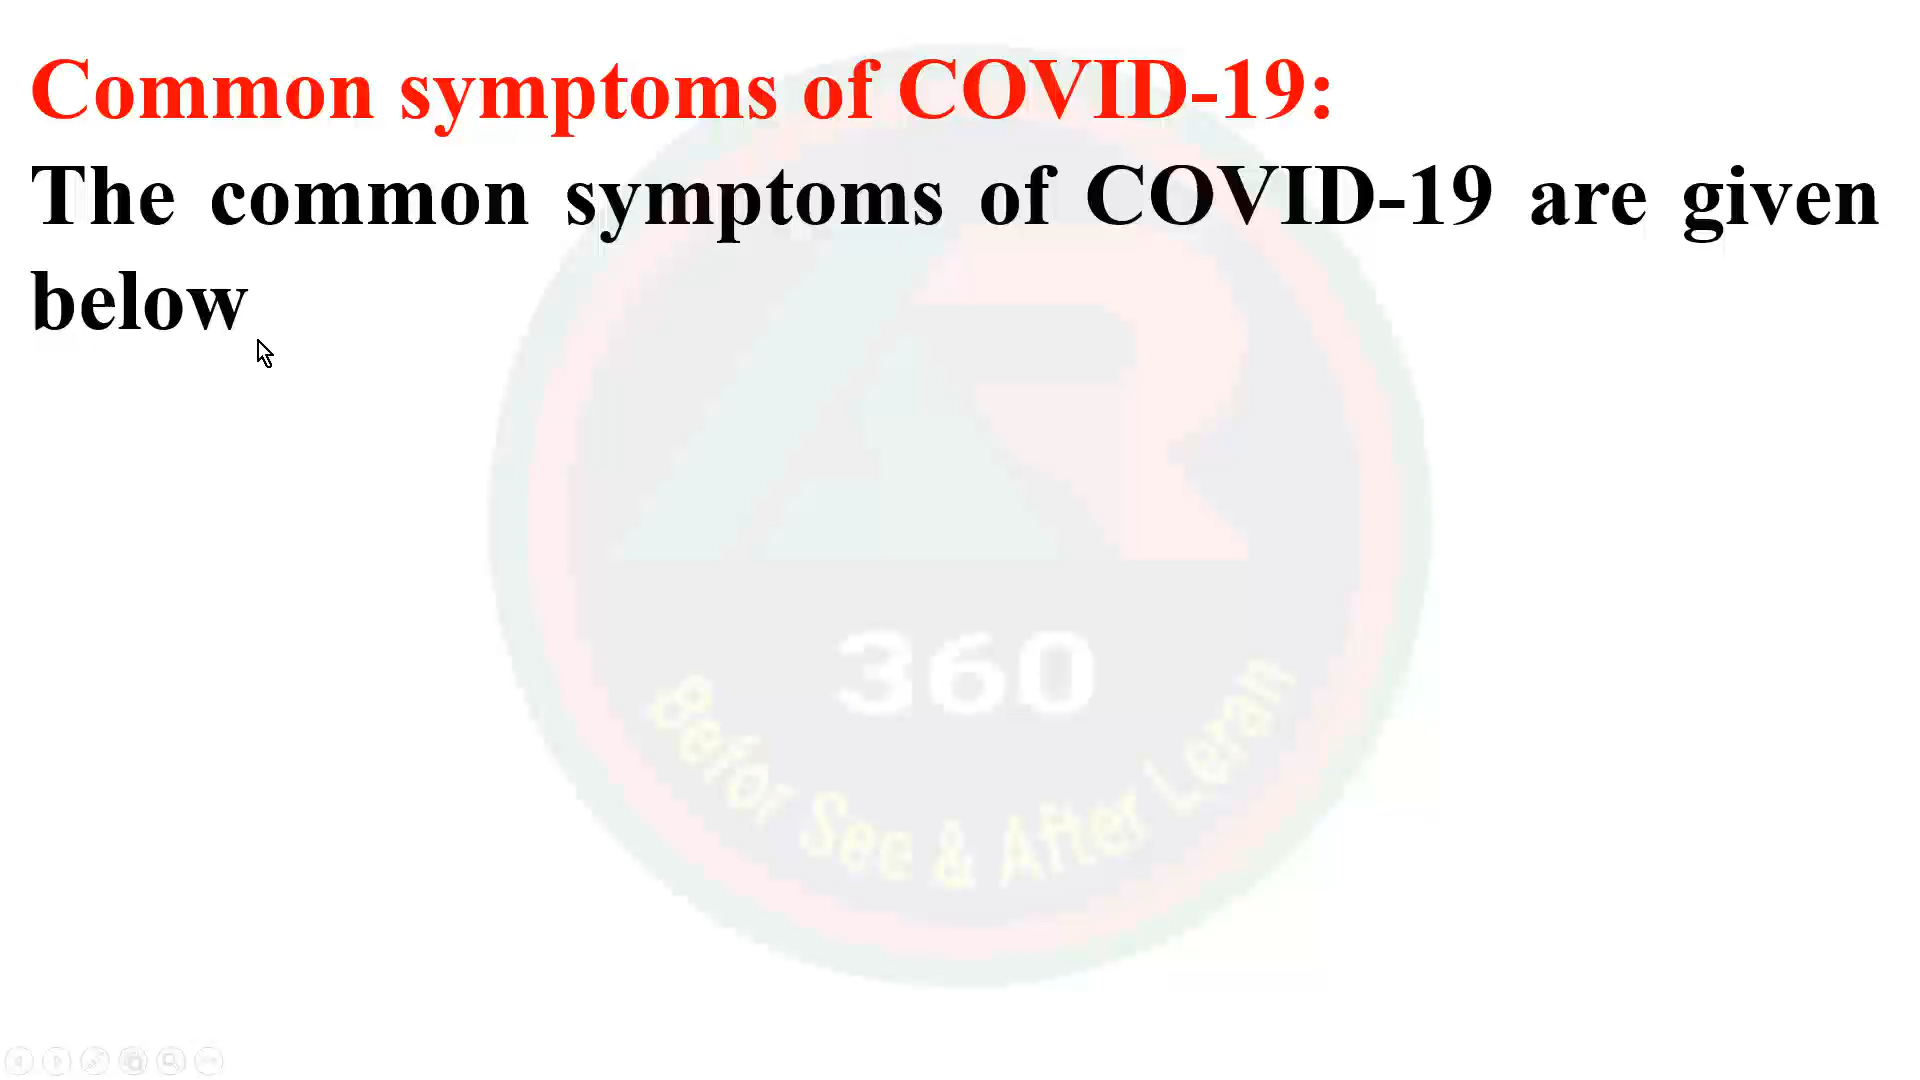 Common symptoms of COVID-19:
The common symptoms of COVID-19 are given
below
AR
360
Befor See & After Leran